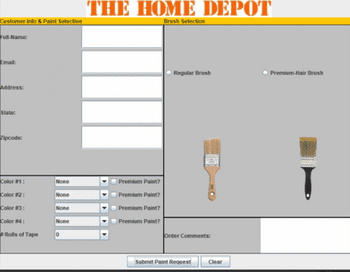 THE HOME DEPOT
Customer Info & Paint Selection
Brush Selection
Full-Name:
Email:
Address:
State:
Zipcode:
Regular Brush
Premium-Hair Brush
Color #1 : None Premium Paint?
Color #2 : None Premium Paint?
Color #3 : None Premium Paint?
Color #4 : None Premium Paint?
# Rolls of Tape 0
Order Comments:
Submit Paint Request Clear